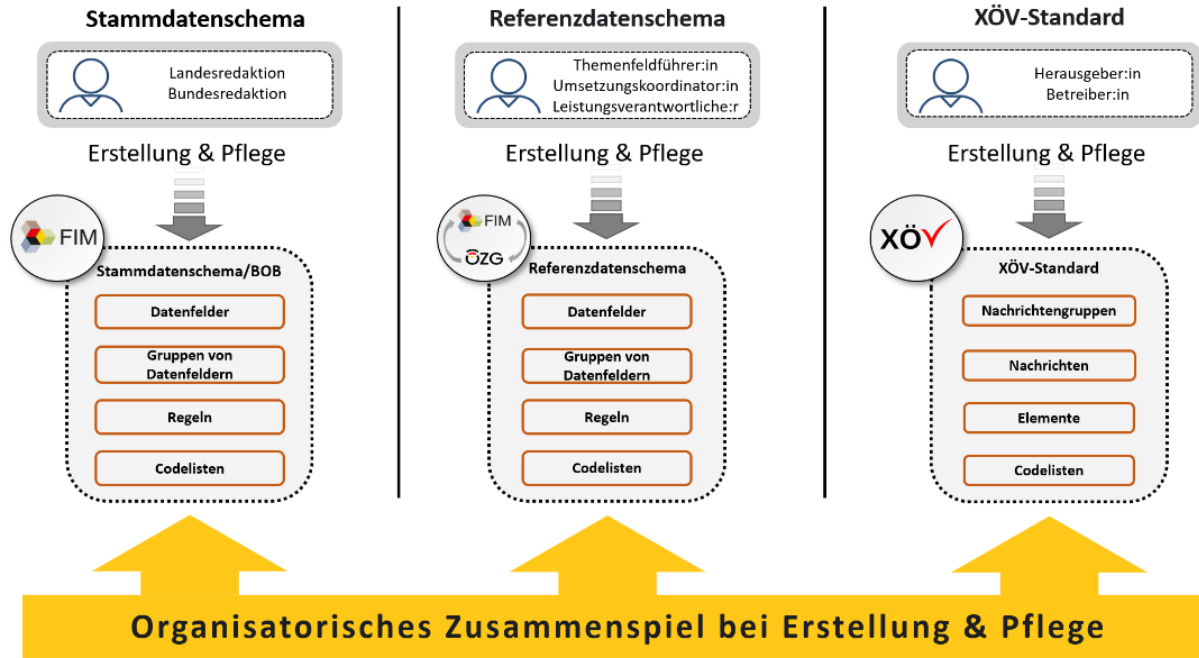 Stammdatenschema
Landesredaktion
Bundesredaktion
Erstellung & Pflege
FIM
Stammdatenschema/BOB
Datenfelder
Gruppen von
Datenfeldern
Regeln
Codelisten
Referenzdatenschema
Themenfeldführer:in
Umsetzungskoordinator:in
Leistungsverantwortliche:r
Erstellung & Pflege
FIM
OZG
Referenzdatenschema
Datenfelder
Gruppen von
Datenfeldern
Regeln
Codelisten
XÖV-Standard
Herausgeber:in
Betreiber:in
Erstellung & Pflege
XÖV
XÖV-Standard
Nachrichtengruppen
Nachrichten
Elemente
Codelisten
Organisatorisches Zusammenspiel bei Erstellung & Pflege